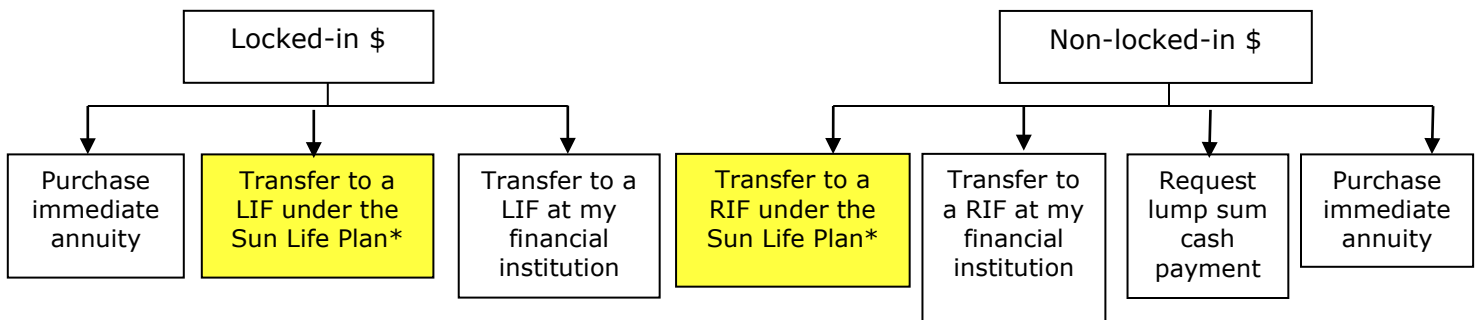 Locked-in $
Non-locked-in $
Purchase
immediate
annuity
Transfer to a
LIF under the
Sun Life Plan*
Transfer to a
LIF at my
financial
institution
Transfer to a
RIF under the
Sun Life Plan*
Transfer to
a RIF at my
financial
institution
Request
lump sum
cash
payment
Purchase
immediate
annuity